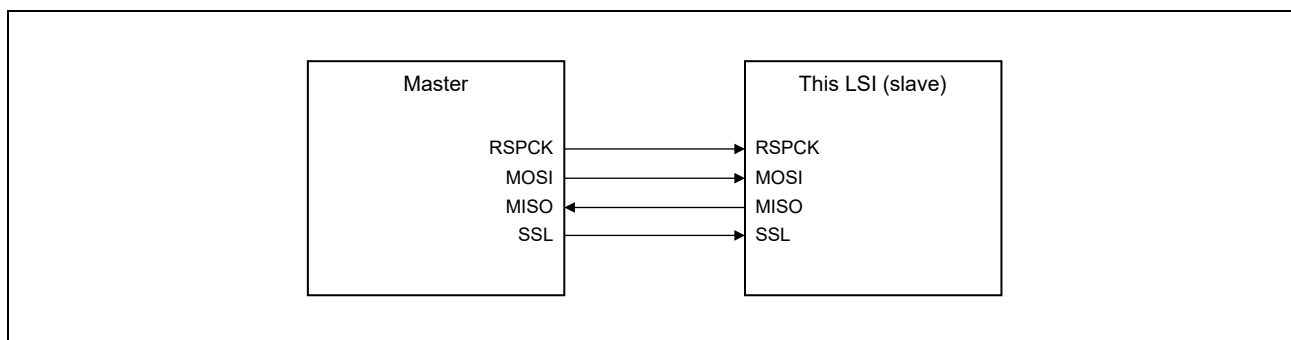 Master
This LSI (slave)
RSPCK
RSPCK
MOSI
MOSI
MISO
MISO
SSL
SSL